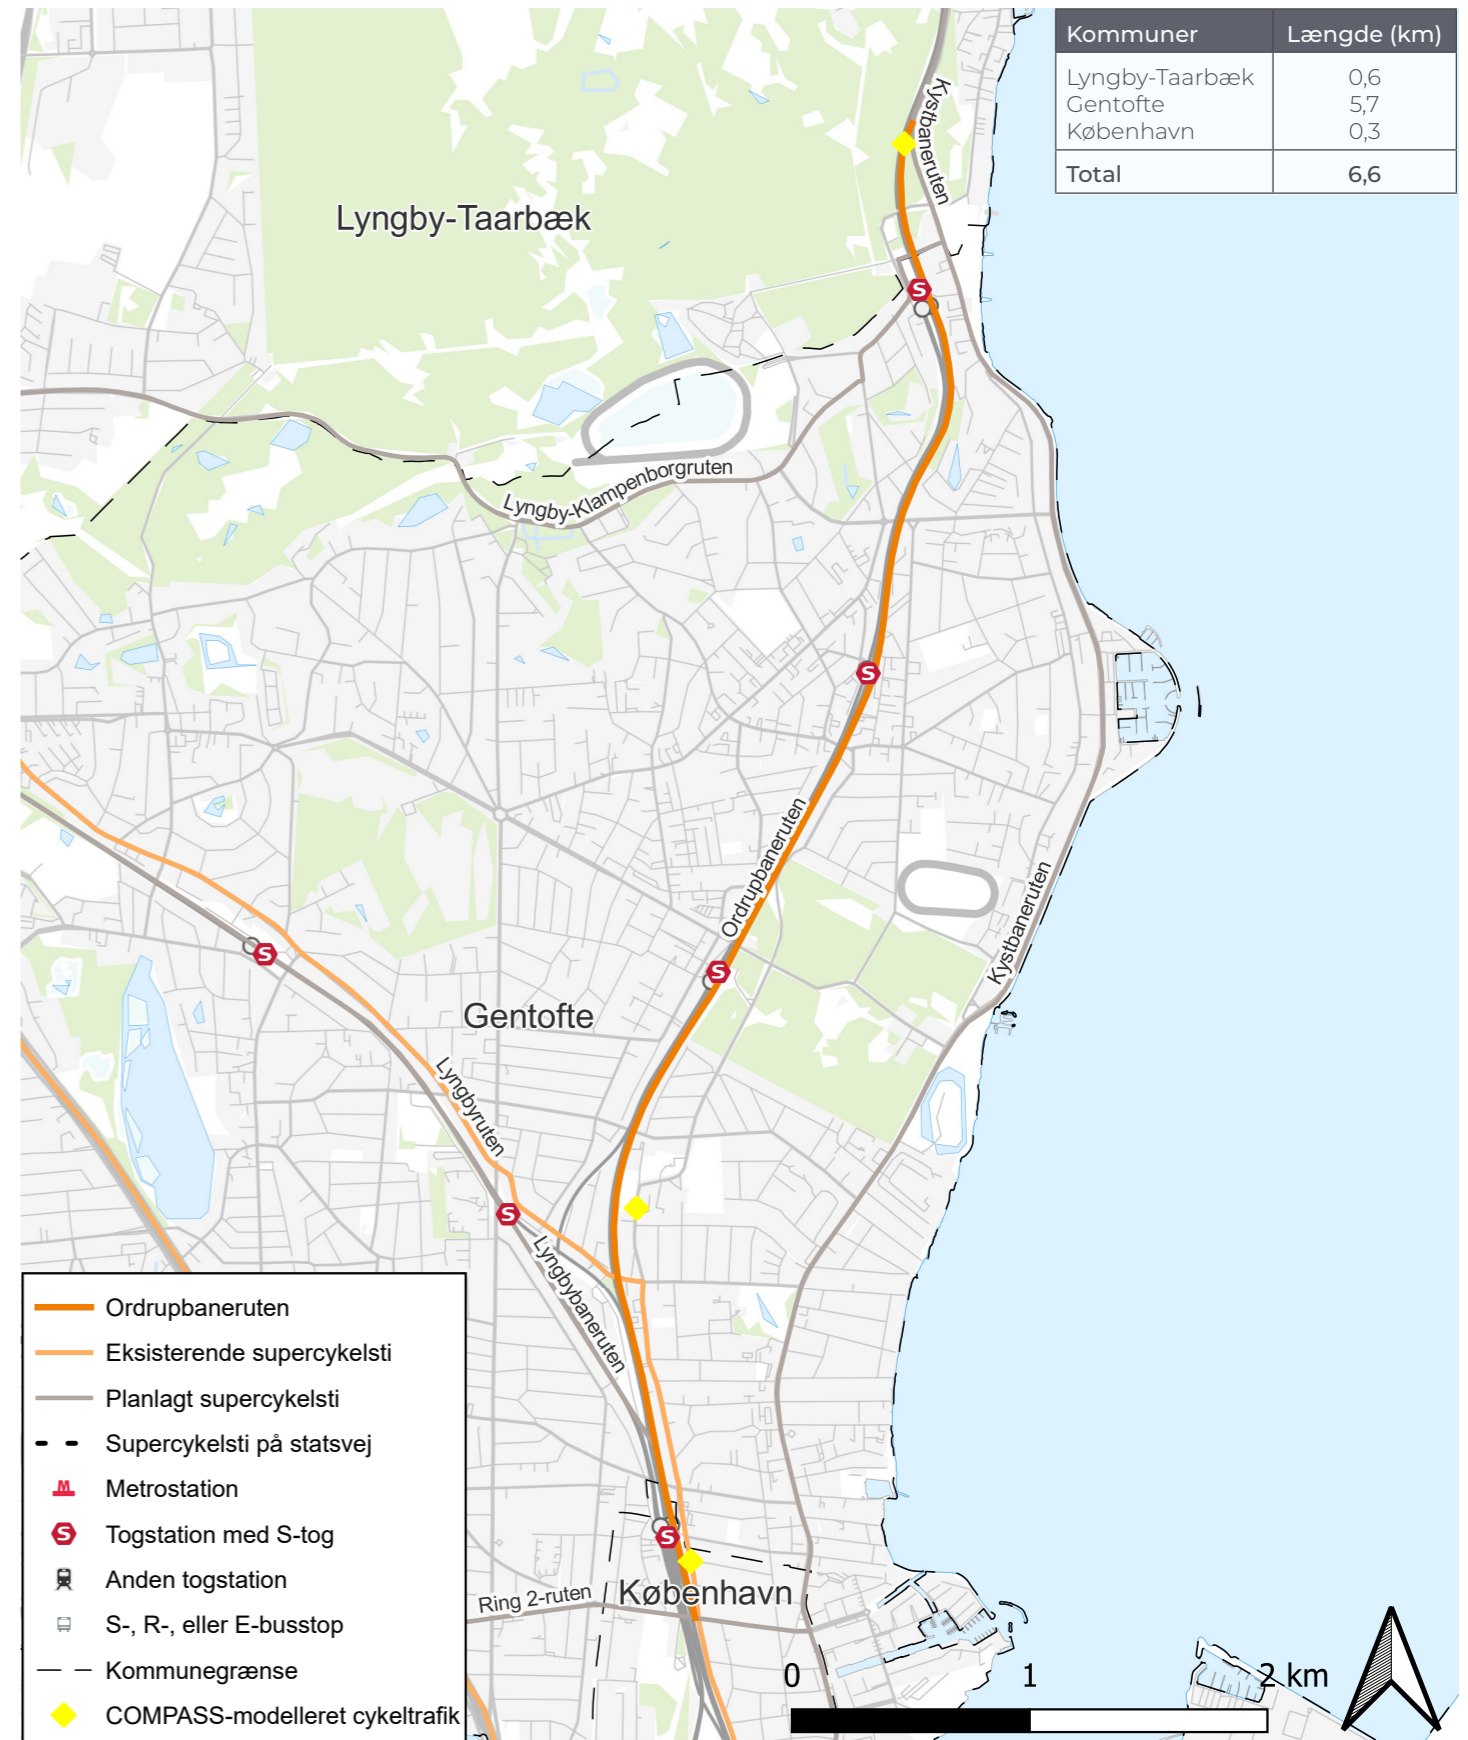 Kommuner Længde (km)
Lyngby-Taarbæk 0,6
Gentofte 5,7
København 0,3
Total 6,6
Kystbaneruten
Lyngby-Taarbæk
S
Lyngby-Klampenborgruten
S
Ordrupbaneruten
Kystbaneruten
S
S
Gentofte
Lyngbyruten
S
Lyngbybaneruten
S
København
Ring 2-ruten
Ordrupbaneruten
Eksisterende supercykelsti
Planlagt supercykelsti
Supercykelsti på statsvej
M Metrostation
S Togstation med S-tog
Anden togstation
S-, R-, eller E-busstop
Kommunegrænse
COMPASS-modelleret cykeltrafik
0 1 2 km